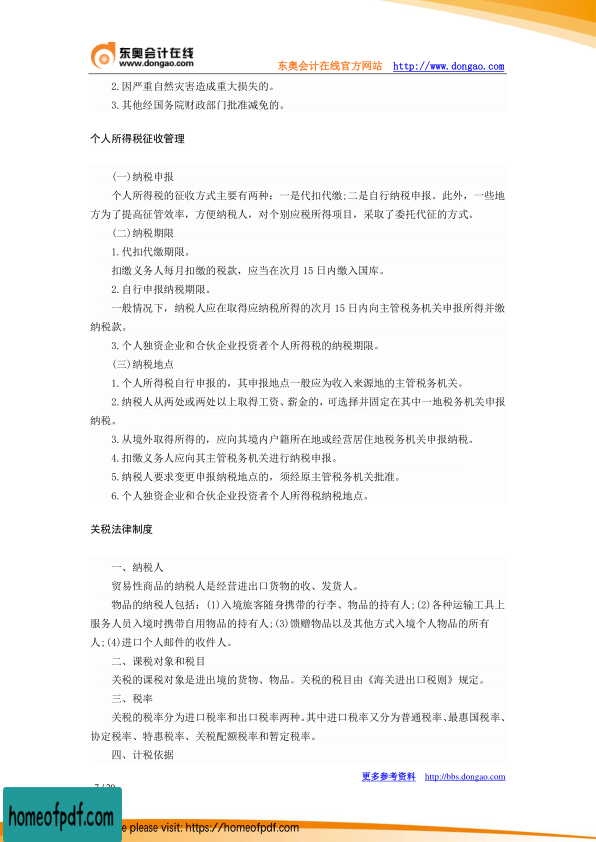 东奥会计在线
www.dongao.com
东奥会计在线官方网站 http://www.dongao.com
2.因严重自然灾害造成重大损失的。
3.其他经国务院财政部门批准减免的。
个人所得税征收管理
(一)纳税申报
个人所得税的征收方式主要有两种：一是代扣代缴;二是自行纳税申报。此外，一些地
方为了提高征管效率，方便纳税人，对个别应税所得项目，采取了委托代征的方式。
(二)纳税期限
1.代扣代缴期限。
扣缴义务人每月扣缴的税款，应当在次月 15 日内缴入国库。
2.自行申报纳税期限。
一般情况下，纳税人应在取得应纳税所得的次月 15 日内向主管税务机关申报所得并缴
纳税款。
3.个人独资企业和合伙企业投资者个人所得税的纳税期限。
(三)纳税地点
1.个人所得税自行申报的，其申报地点一般应为收入来源地的主管税务机关。
2.纳税人从两处或两处以上取得工资、薪金的，可选择并固定在其中一地税务机关申报
纳税。
3.从境外取得所得的，应向其境内户籍所在地或经营居住地税务机关申报纳税。
4.扣缴义务人应向其主管税务机关进行纳税申报。
5.纳税人要求变更申报纳税地点的，须经原主管税务机关批准。
6.个人独资企业和合伙企业投资者个人所得税纳税地点。
关税法律制度
一、纳税人
贸易性商品的纳税人是经营进出口货物的收、发货人。
物品的纳税人包括：(1)入境旅客随身携带的行李、物品的持有人;(2)各种运输工具上
服务人员入境时携带自用物品的持有人;(3)馈赠物品以及其他方式入境个人物品的所有
人;(4)进口个人邮件的收件人。
二、课税对象和税目
关税的课税对象是进出境的货物、物品。关税的税目由《海关进出口税则》规定。
三、税率
关税的税率分为进口税率和出口税率两种。其中进口税率又分为普通税率、最惠国税率、
协定税率、特惠税率、关税配额税率和暂定税率。
四、计税依据
更多参考资料 http://bbs.dongao.com
homeofpdf.com
e please visit: https://homeofpdf.com